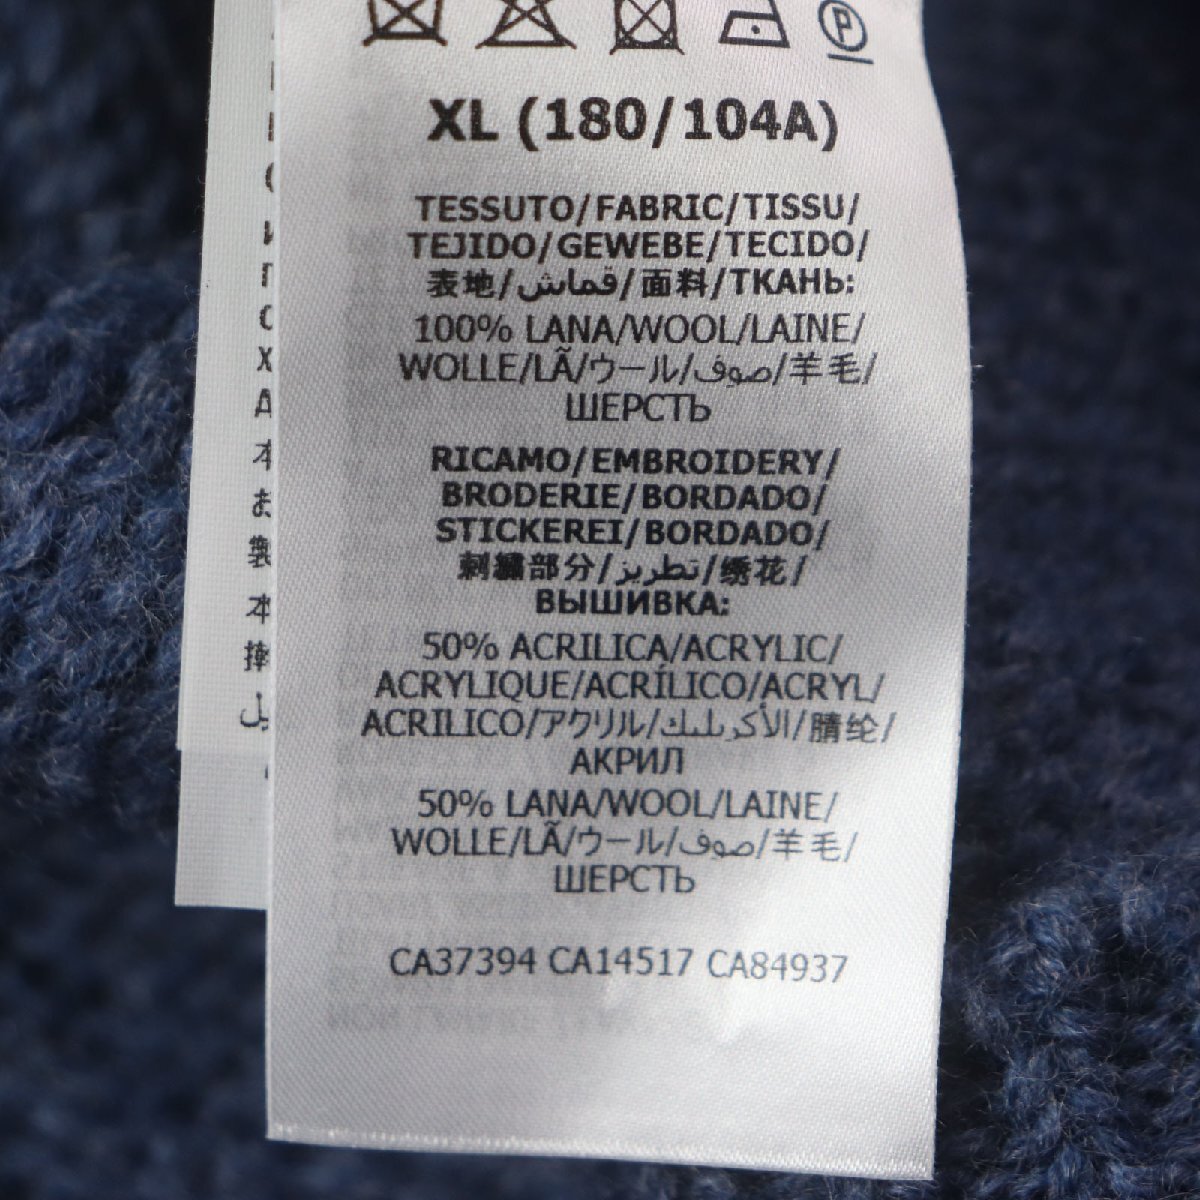 P
XL (180/104A)
TESSUTO/FABRIC/TISSU/
TEJIDO/GEWEBE/TECIDO/
表地/قماش/面料/ТКАНЬ:
100% LANA/WOOL/LAINE/
WOLLE/LÃ/ウール/صوف/羊毛/
ШЕРСТЬ
RICAMO/EMBROIDERY/
BRODERIE/BORDADO/
STICKEREI/BORDADO/
刺繍部分/تطريز/绣花/
ВЫШИВКА:
50% ACRILICA/ACRYLIC/
ACRYLIQUE/ACRÍLICO/ACRYL/
ACRILICO/アクリル/الأكريليك/腈纶/
АКРИЛ
50% LANA/WOOL/LAINE/
WOLLE/LÃ/ウール/صوف/羊毛/
ШЕРСТЬ
CA37394 CA14517 CA84937